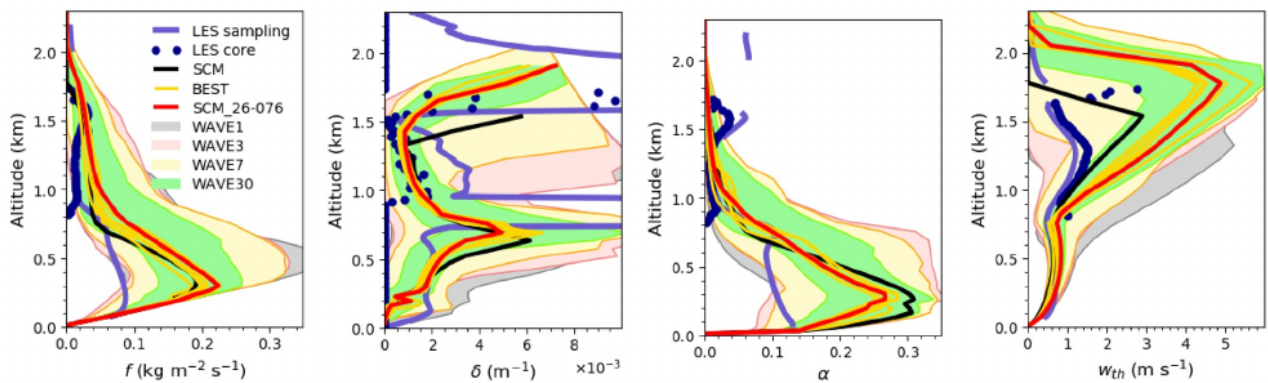 2.0
1.5
1.0
0.5
0.0
Altitude (km)
0.0 0.1 0.2 0.3
f (kg m⁻² s⁻¹)
LES sampling
LES core
SCM
BEST
SCM_26-076
WAVE1
WAVE3
WAVE7
WAVE30
2.0
1.5
1.0
0.5
0.0
Altitude (km)
0 2 4 6 8
×10⁻³
δ (m⁻¹)
2.0
1.5
1.0
0.5
0.0
Altitude (km)
0.0 0.1 0.2 0.3
α
2.0
1.5
1.0
0.5
0.0
Altitude (km)
0 1 2 3 4 5
w_th (m s⁻¹)